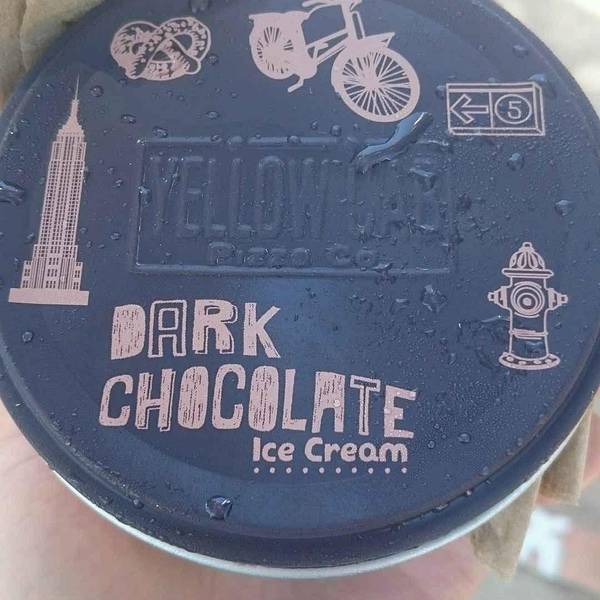 5
YELLOW CAB
Pizza Co.
DARK
CHOCOLATE
Ice Cream